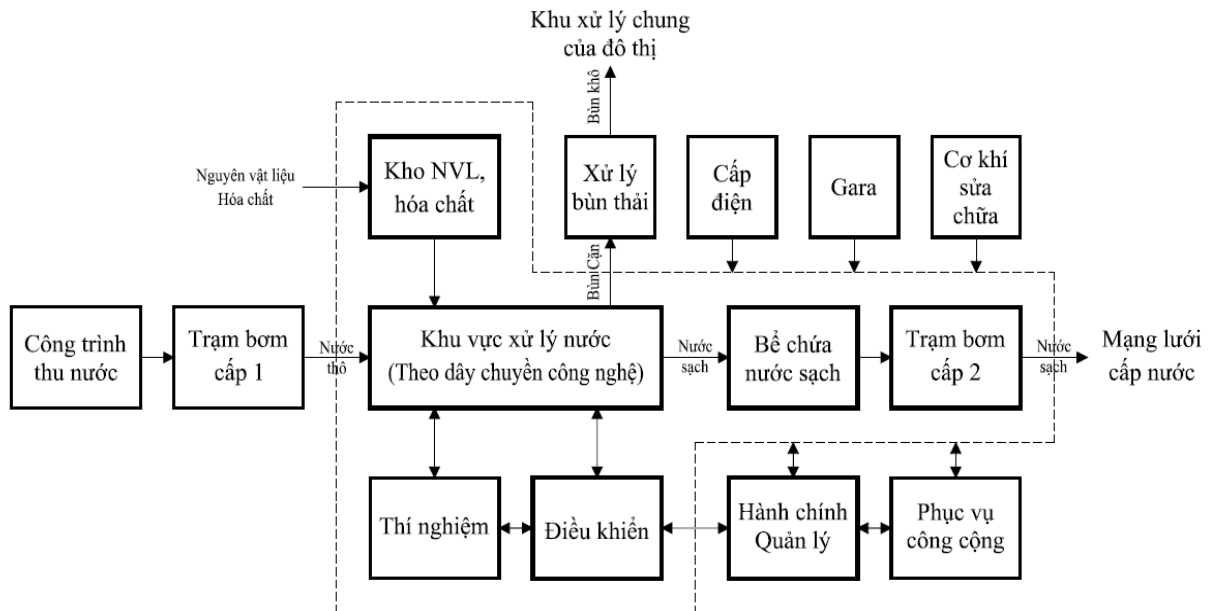 Khu xử lý chung
của đô thị
Bùn khô
Nguyên vật liệu
Hóa chất
Kho NVL,
hóa chất
Xử lý
bùn thải
Cấp
điện
Gara
Cơ khí
sửa
chữa
Bùn Cặn
Công trình
thu nước
Trạm bơm
cấp 1
Nước
thô
Khu vực xử lý nước
(Theo dây chuyền công nghệ)
Nước
sạch
Bể chứa
nước sạch
Trạm bơm
cấp 2
Nước
sạch
Mạng lưới
cấp nước
Thí nghiệm
Điều khiển
Hành chính
Quản lý
Phục vụ
công cộng